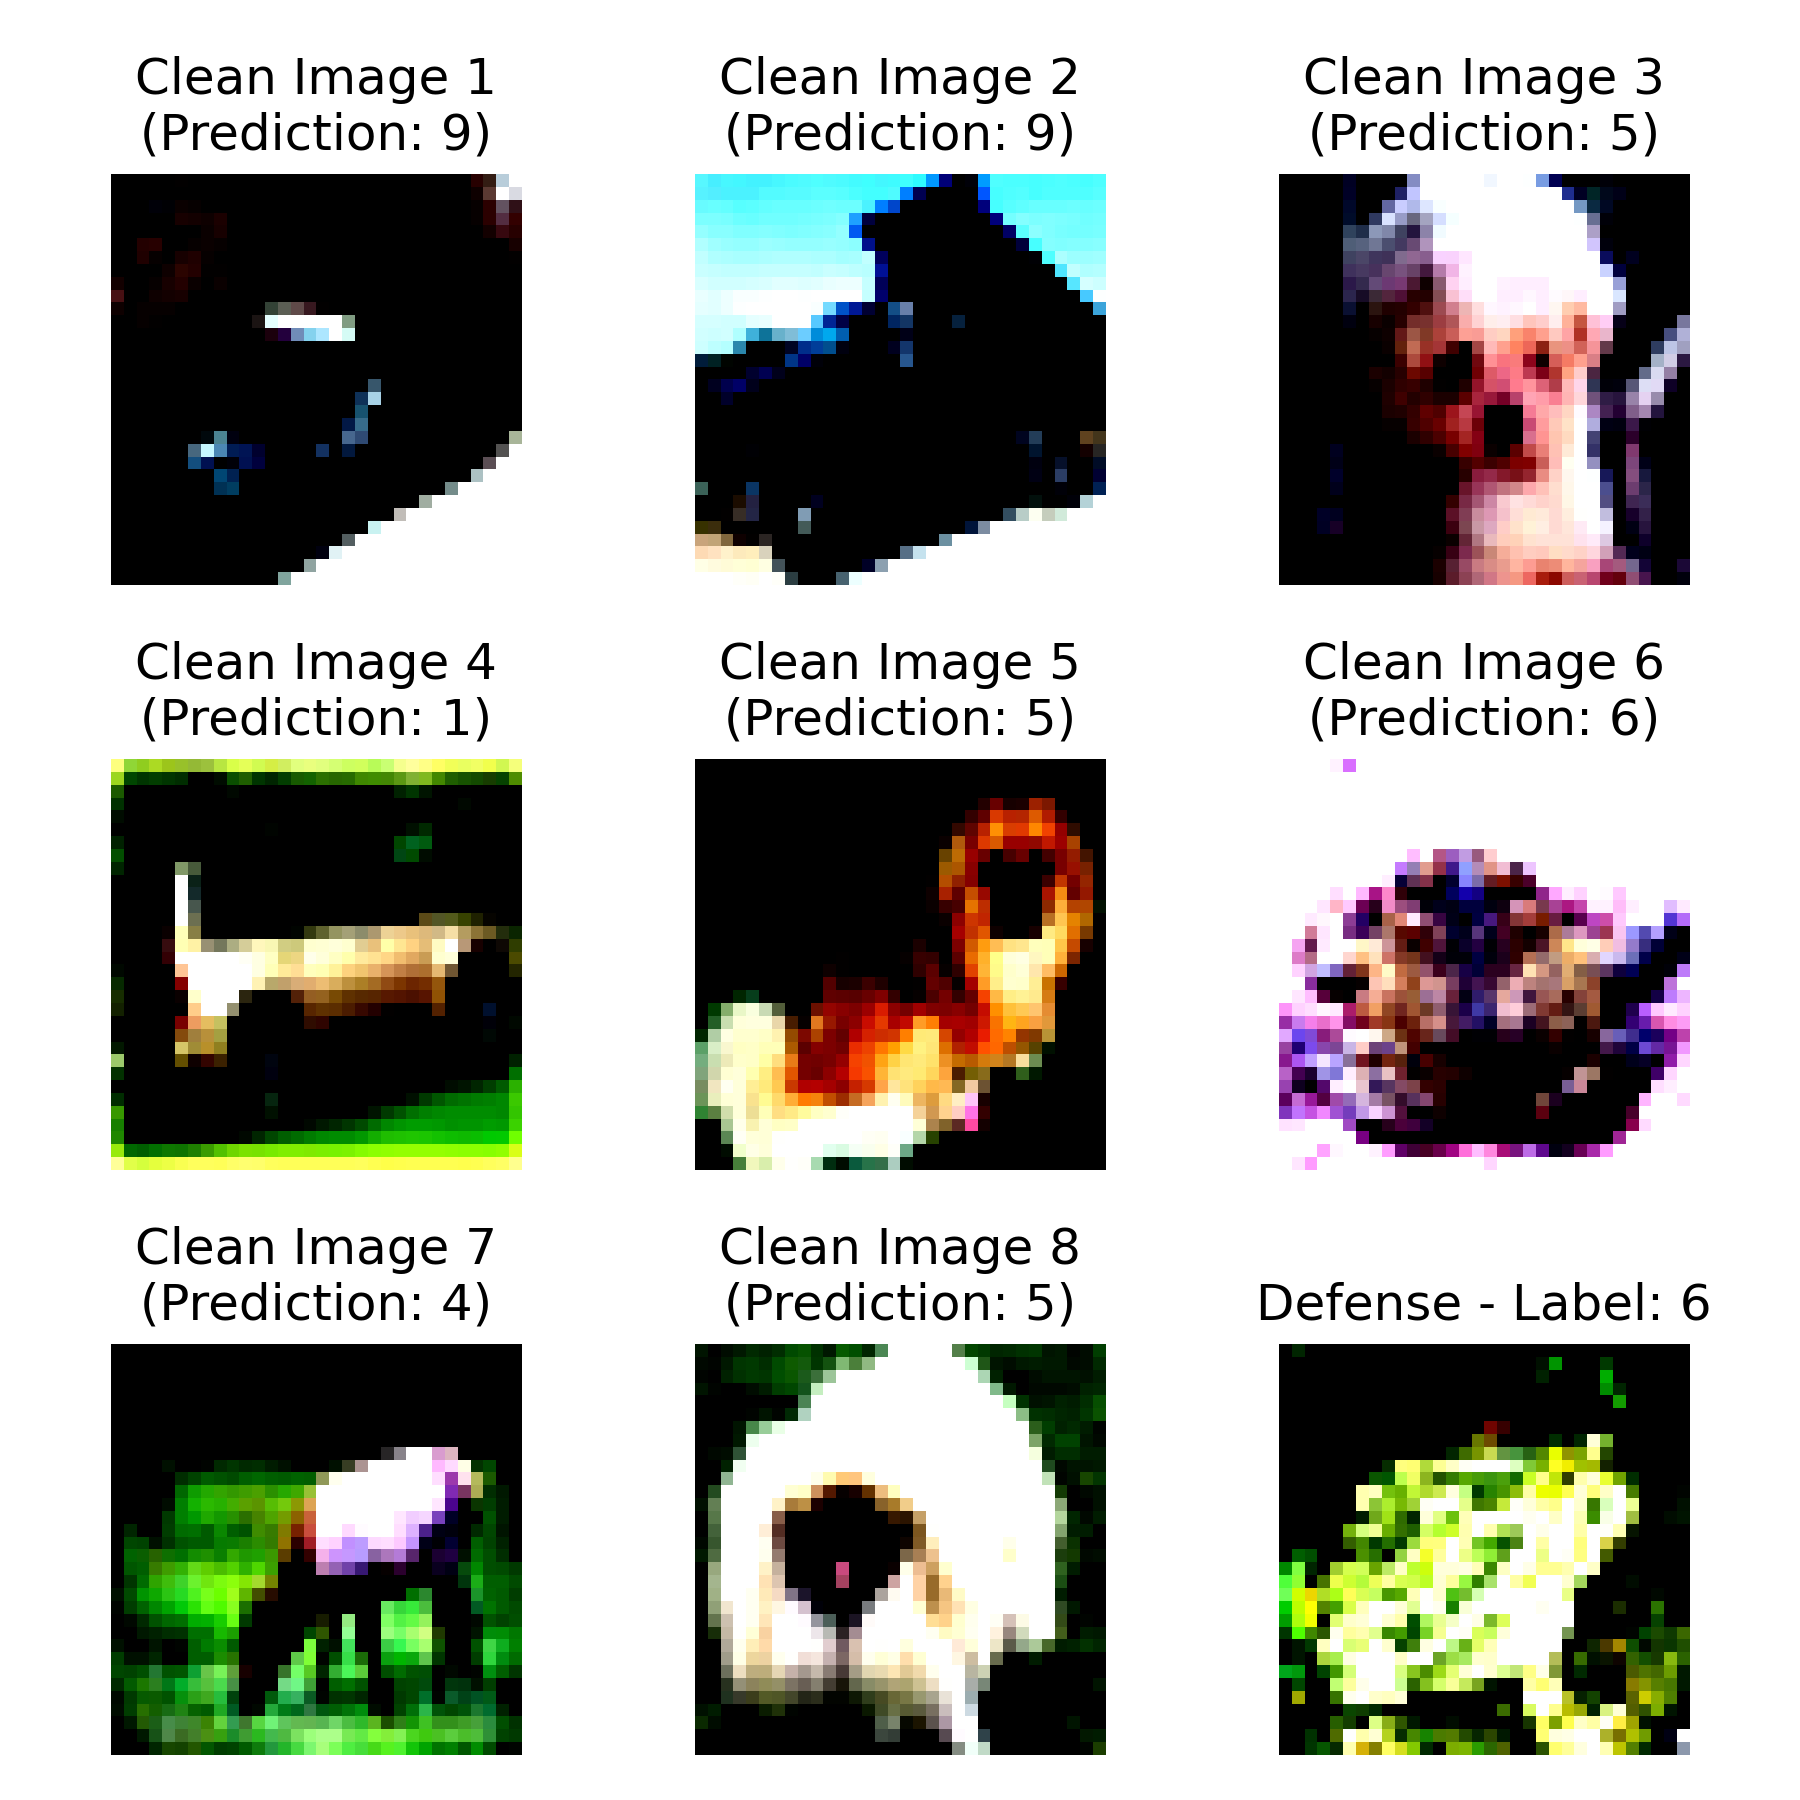 Clean Image 1
(Prediction: 9)
Clean Image 2
(Prediction: 9)
Clean Image 3
(Prediction: 5)
Clean Image 4
(Prediction: 1)
Clean Image 5
(Prediction: 5)
Clean Image 6
(Prediction: 6)
Clean Image 7
(Prediction: 4)
Clean Image 8
(Prediction: 5)
Defense - Label: 6